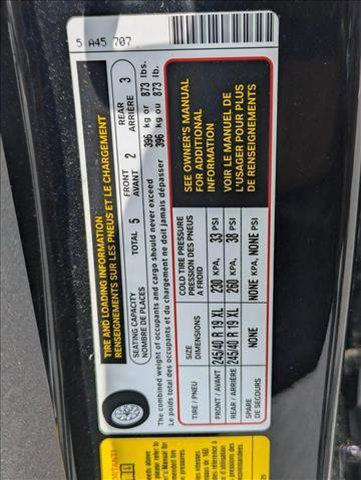 5 A45 707
TIRE AND LOADING INFORMATION
RENSEIGNEMENTS SUR LES PNEUS ET LE CHARGEMENT
SEATING CAPACITY
NOMBRE DE PLACES
TOTAL 5
FRONT
AVANT 2
REAR
ARRIÈRE 3
The combined weight of occupants and cargo should never exceed 396 kg or 873 lbs.
Le poids total des occupants et du chargement ne doit jamais dépasser 396 kg ou 873 lb.
TIRE / PNEU
SIZE
DIMENSIONS
COLD TIRE PRESSURE
PRESSION DES PNEUS
A FROID
FRONT / AVANT 245/40 R 19 XL 230 KPA, 33 PSI
REAR / ARRIÈRE 245/40 R 19 XL 260 KPA, 38 PSI
SPARE
DE SECOURS
NONE NONE KPA, NONE PSI
SEE OWNER'S MANUAL
FOR ADDITIONAL
INFORMATION
VOIR LE MANUEL DE
L'USAGER POUR PLUS
DE RENSEIGNEMENTS